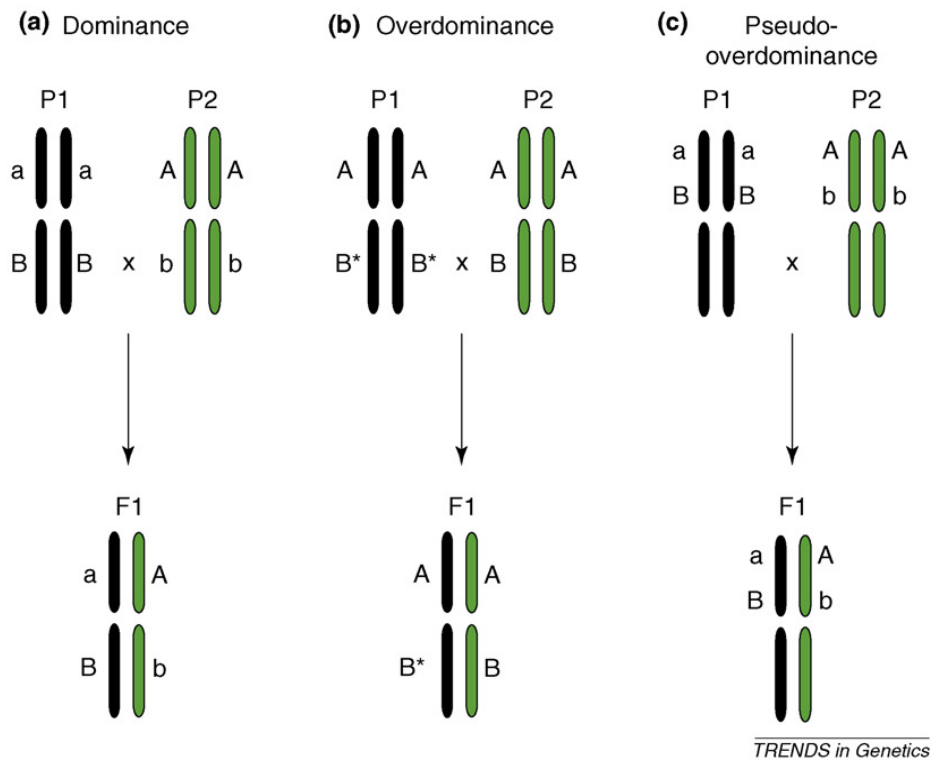 (a) Dominance
P1
P2
a a A A
B B x b b
F1
a A
B b
(b) Overdominance
P1
P2
A A A A
B* B* x B B
F1
A A
B* B
(c) Pseudo-
overdominance
P1
P2
a a A A
B B b b
x
F1
a A
B b
TRENDS in Genetics